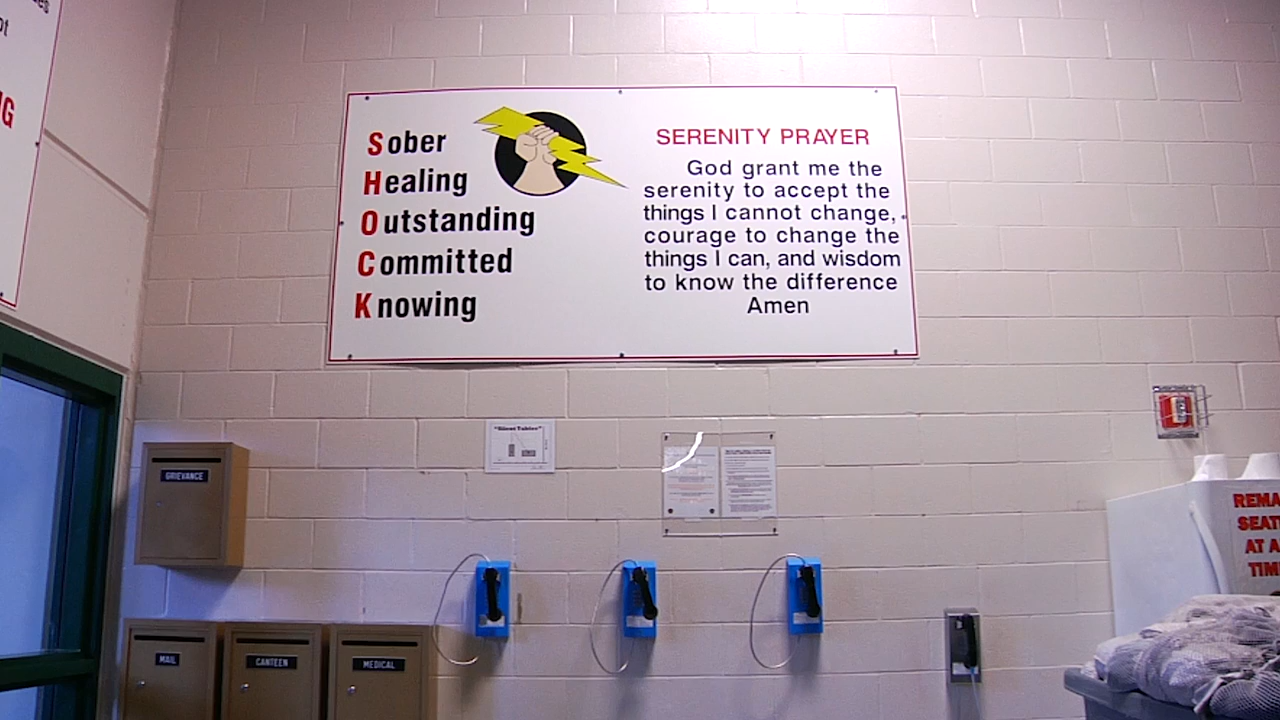 Sober
Healing
Outstanding
Committed
Knowing
SERENITY PRAYER
God grant me the
serenity to accept the
things I cannot change,
courage to change the
things I can, and wisdom
to know the difference
Amen
"Silent Tables"
GRIEVANCE
MAIL
CANTEEN
MEDICAL
REMA
SEAT
AT A
TIM